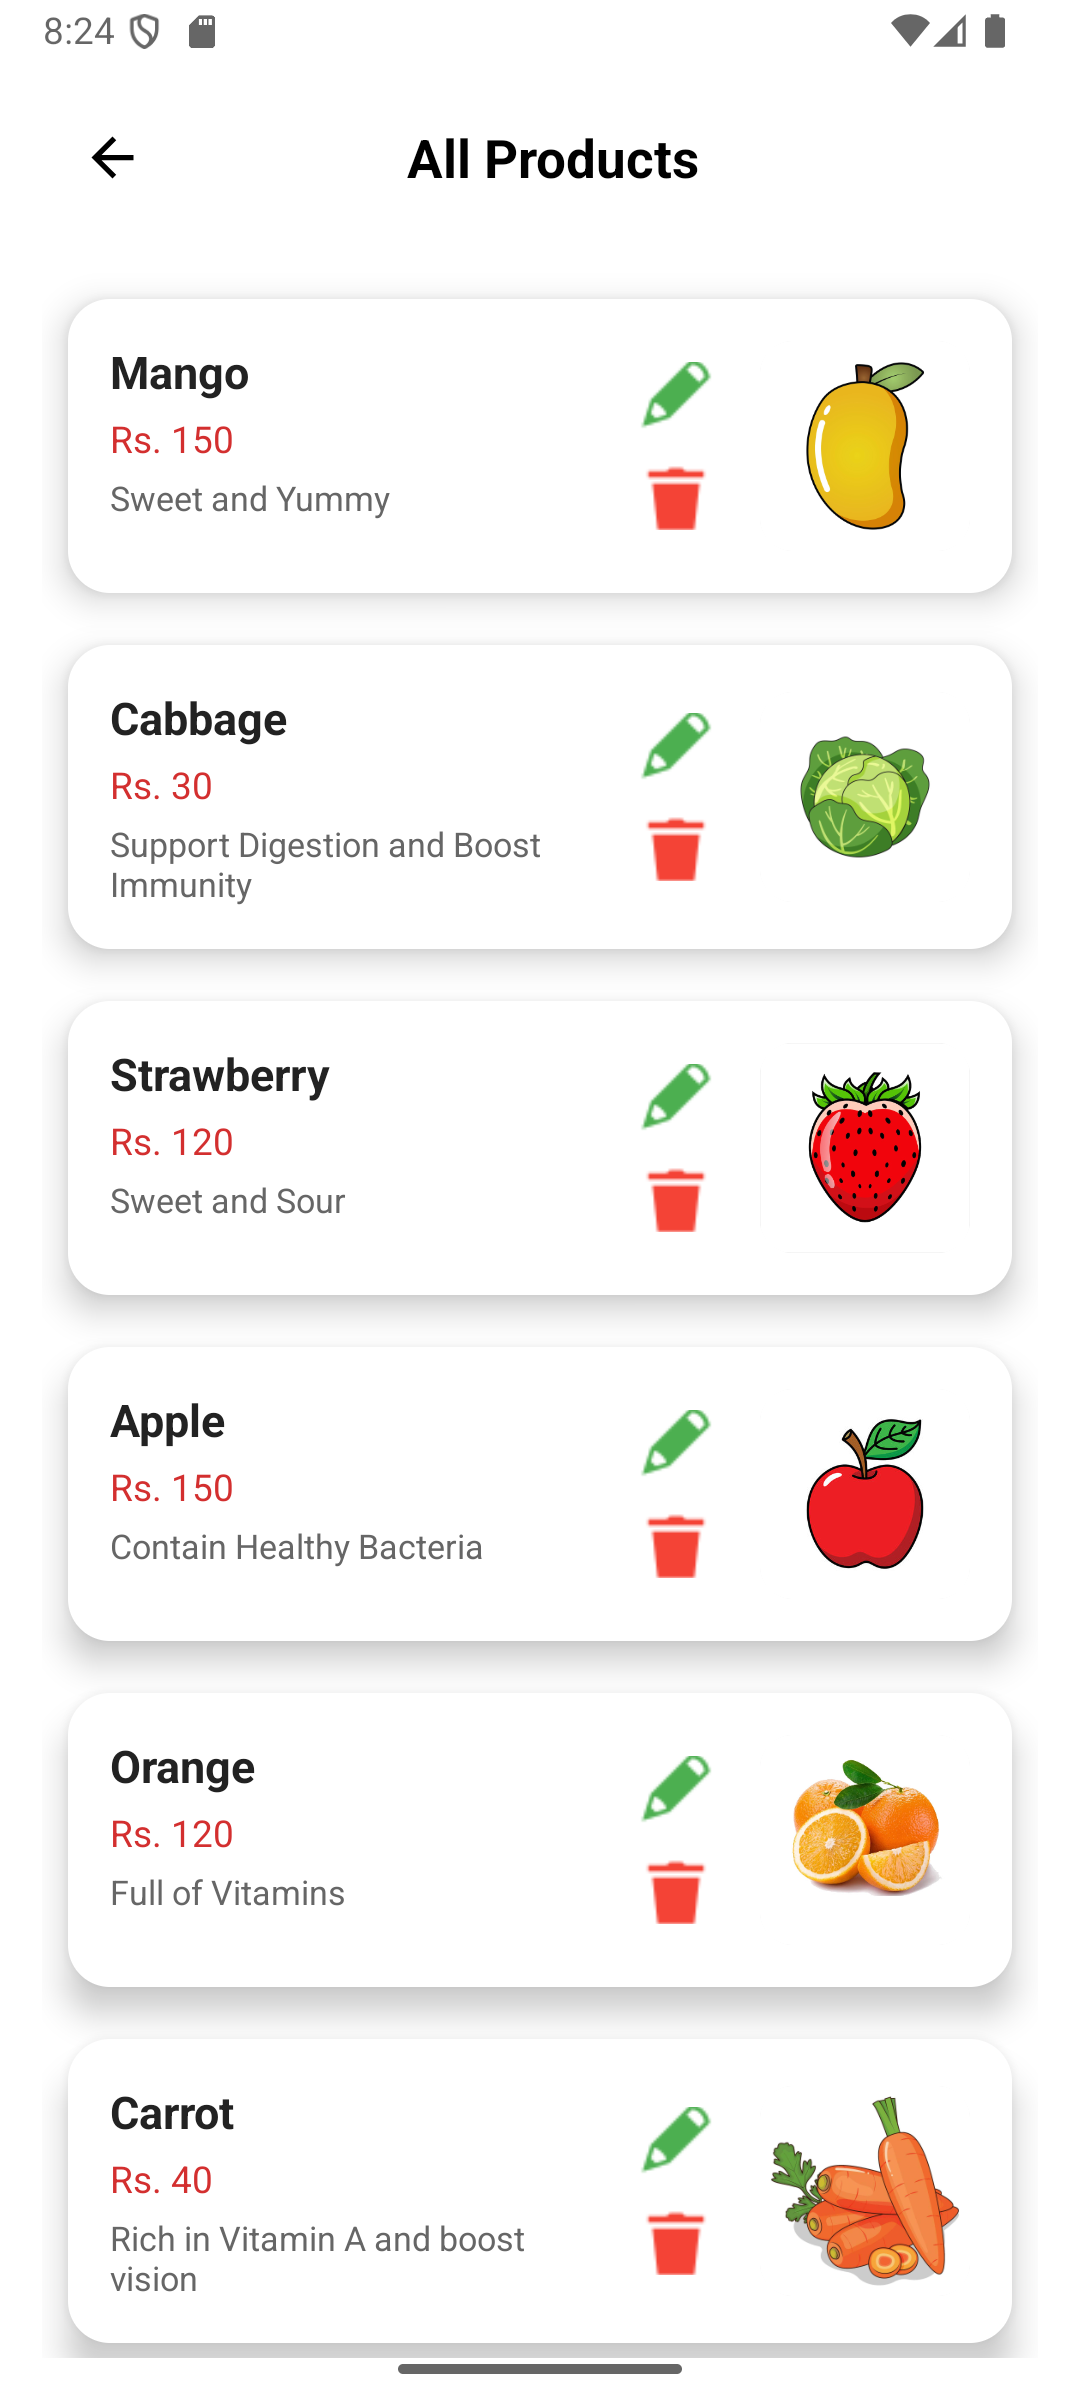 8:24
All Products
Mango
Rs. 150
Sweet and Yummy
Cabbage
Rs. 30
Support Digestion and Boost
Immunity
Strawberry
Rs. 120
Sweet and Sour
Apple
Rs. 150
Contain Healthy Bacteria
Orange
Rs. 120
Full of Vitamins
Carrot
Rs. 40
Rich in Vitamin A and boost
vision